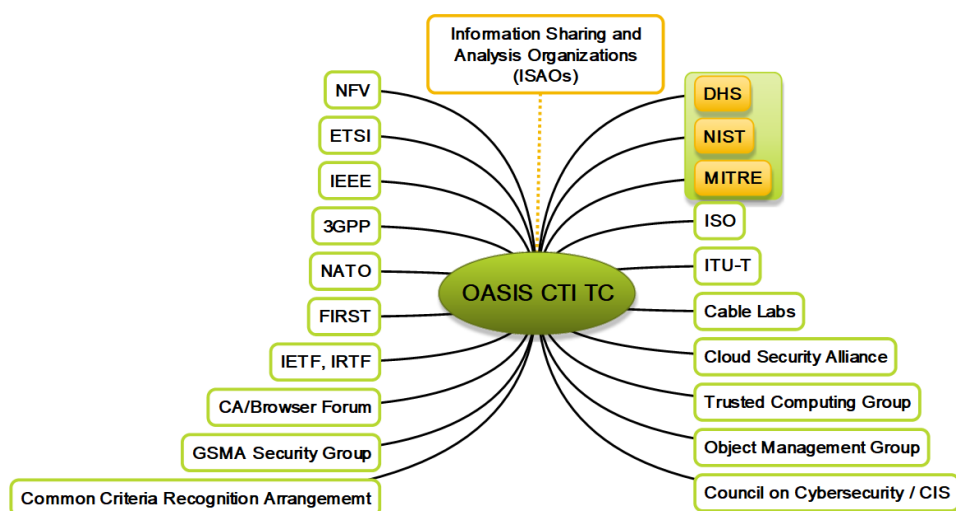 Information Sharing and
Analysis Organizations
(ISAOs)
NFV
ETSI
IEEE
3GPP
NATO
FIRST
IETF, IRTF
CA/Browser Forum
GSMA Security Group
Common Criteria Recognition Arrangememt
OASIS CTI TC
DHS
NIST
MITRE
ISO
ITU-T
Cable Labs
Cloud Security Alliance
Trusted Computing Group
Object Management Group
Council on Cybersecurity / CIS